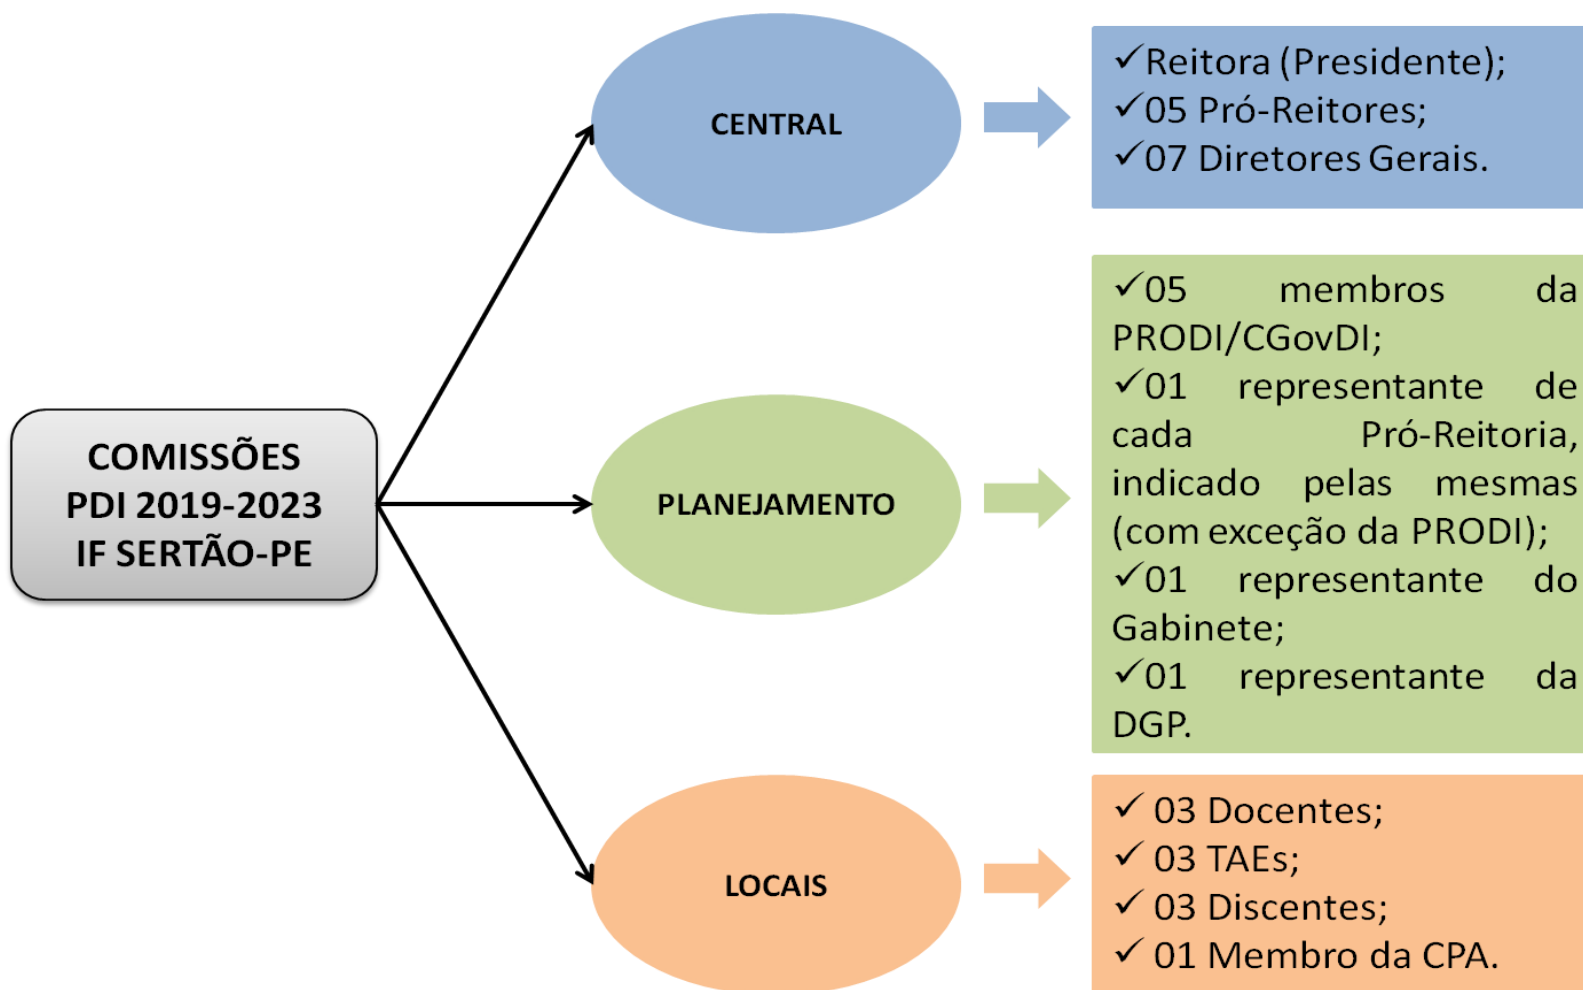 COMISSÕES
PDI 2019-2023
IF SERTÃO-PE
CENTRAL
✓Reitora (Presidente);
✓05 Pró-Reitores;
✓07 Diretores Gerais.
PLANEJAMENTO
✓05 membros da
PRODI/CGovDI;
✓01 representante de
cada Pró-Reitoria,
indicado pelas mesmas
(com exceção da PRODI);
✓01 representante do
Gabinete;
✓01 representante da
DGP.
LOCAIS
✓ 03 Docentes;
✓ 03 TAEs;
✓ 03 Discentes;
✓ 01 Membro da CPA.